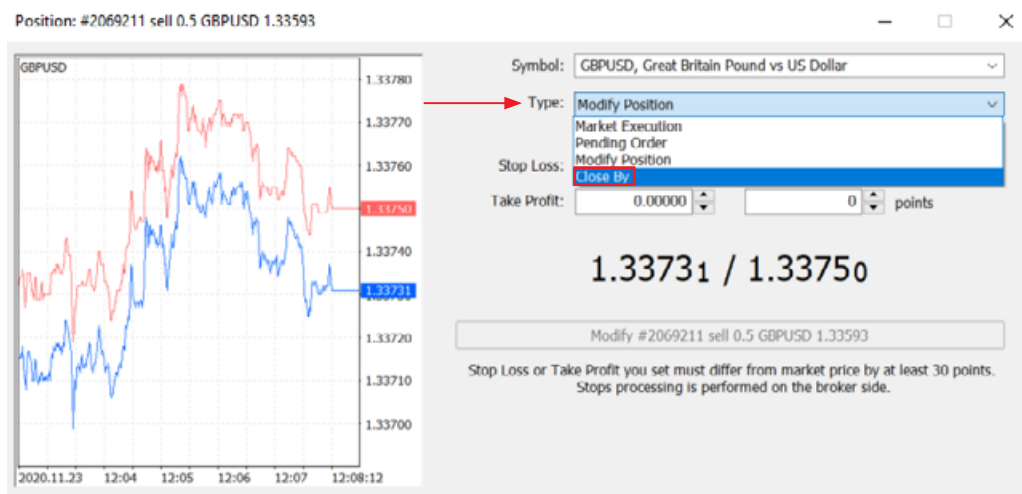 Position: #2069211 sell 0.5 GBPUSD 1.33593
GBPUSD
1.33780
1.33770
1.33760
1.33750
1.33740
1.33731
1.33720
1.33710
1.33700
2020.11.23 12:04 12:05 12:06 12:07 12:08:12
Symbol: GBPUSD, Great Britain Pound vs US Dollar
Type: Modify Position
Market Execution
Pending Order
Modify Position
Stop Loss:
Close By
Take Profit: 0.00000 0 points
1.33731 / 1.33750
Modify #2069211 sell 0.5 GBPUSD 1.33593
Stop Loss or Take Profit you set must differ from market price by at least 30 points.
Stops processing is performed on the broker side.